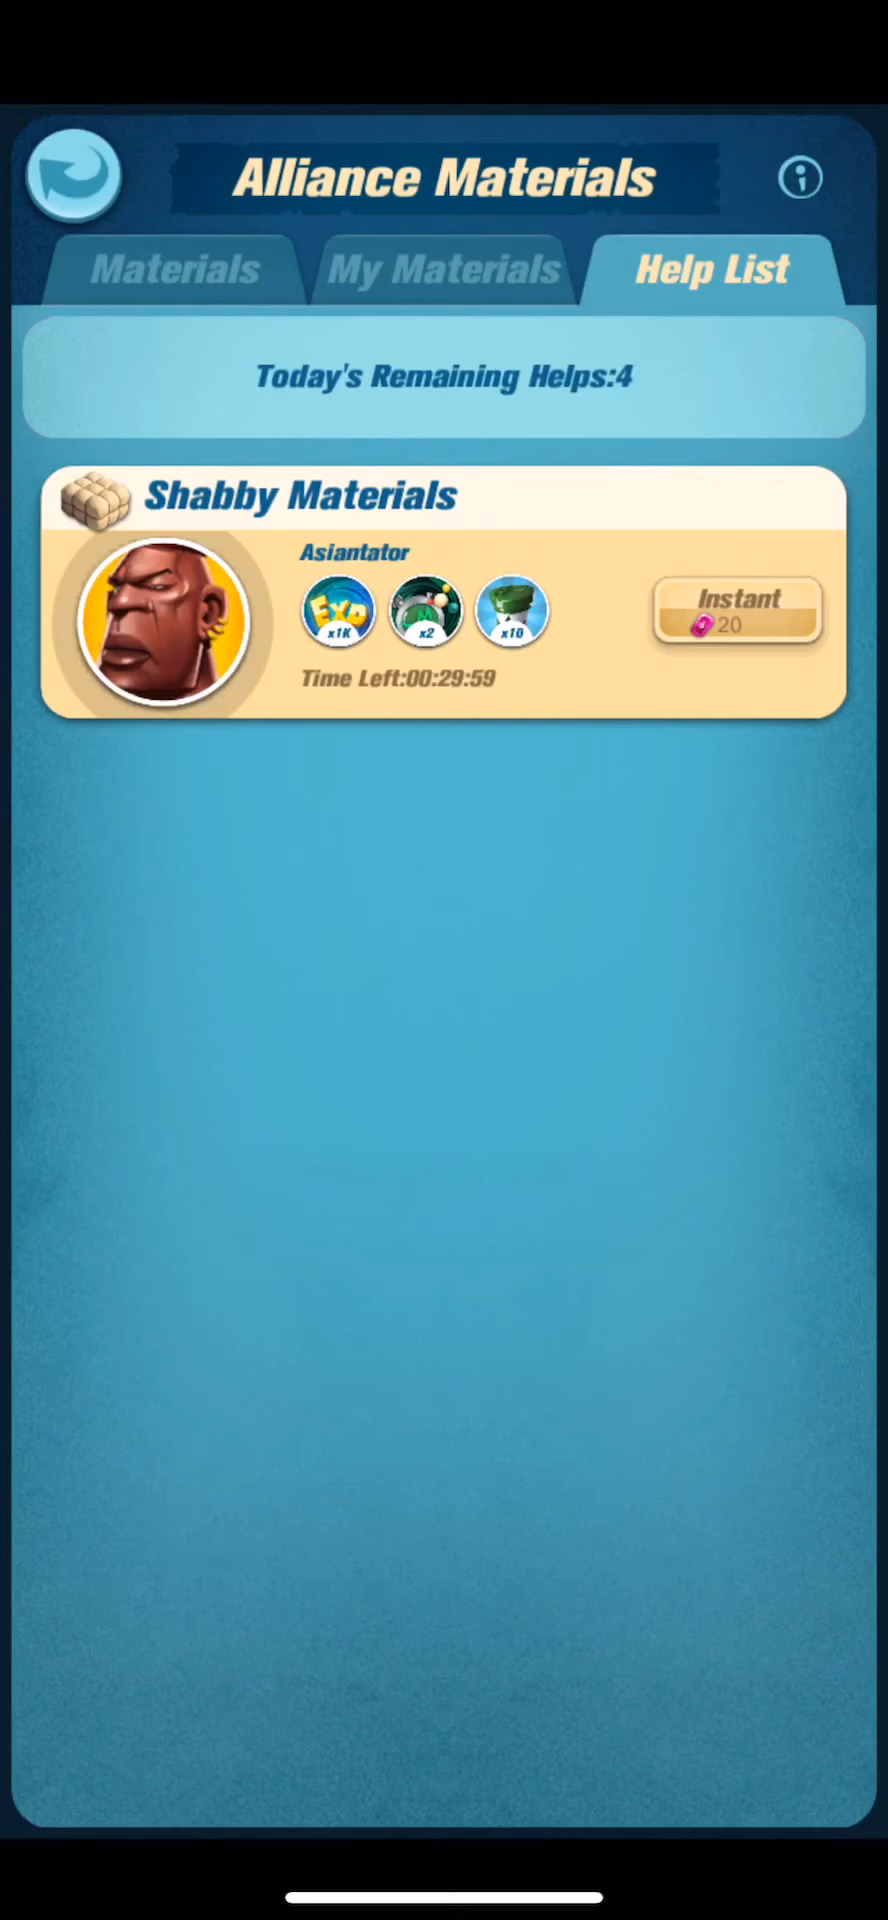 Alliance Materials
Materials
My Materials
Help List
Today's Remaining Helps:4
Shabby Materials
Asiantator
EXP
x1K
M
x2
x10
Instant
20
Time Left:00:29:59